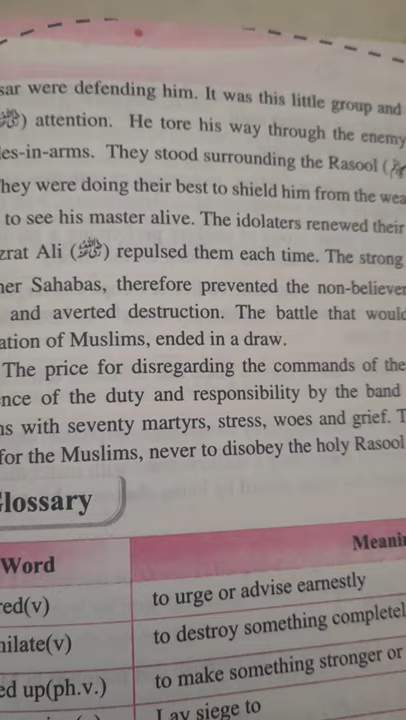 sar were defending him. It was this little group and
) attention. He tore his way through the enemy
les-in-arms. They stood surrounding the Rasool (
hey were doing their best to shield him from the wea
to see his master alive. The idolaters renewed their
zrat Ali ( ) repulsed them each time. The strong
her Sahabas, therefore prevented the non-believer
and averted destruction. The battle that would
ation of Muslims, ended in a draw.
The price for disregarding the commands of the
nce of the duty and responsibility by the band
ns with seventy martyrs, stress, woes and grief. T
for the Muslims, never to disobey the holy Rasool
Glossary
Word
Meanin
red(v)
to urge or advise earnestly
nilate(v)
to destroy something completel
ed up(ph.v.)
to make something stronger or
Lay siege to